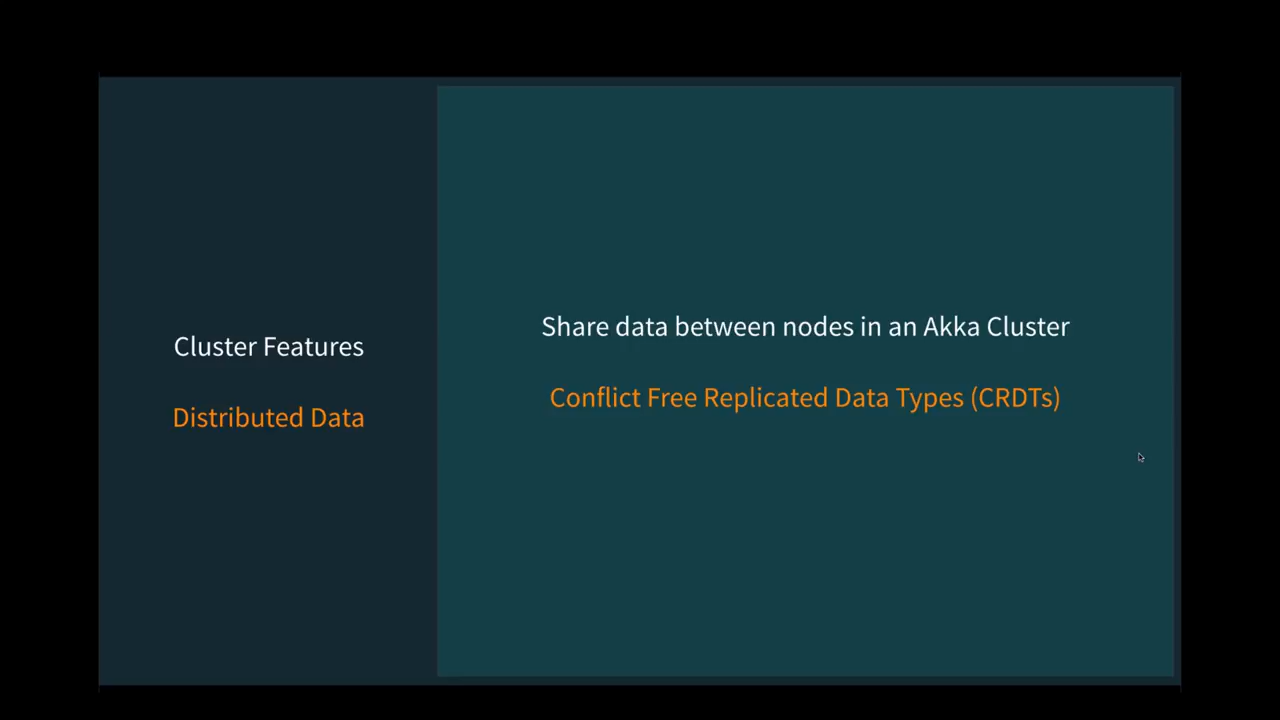 Cluster Features
Distributed Data
Share data between nodes in an Akka Cluster
Conflict Free Replicated Data Types (CRDTs)